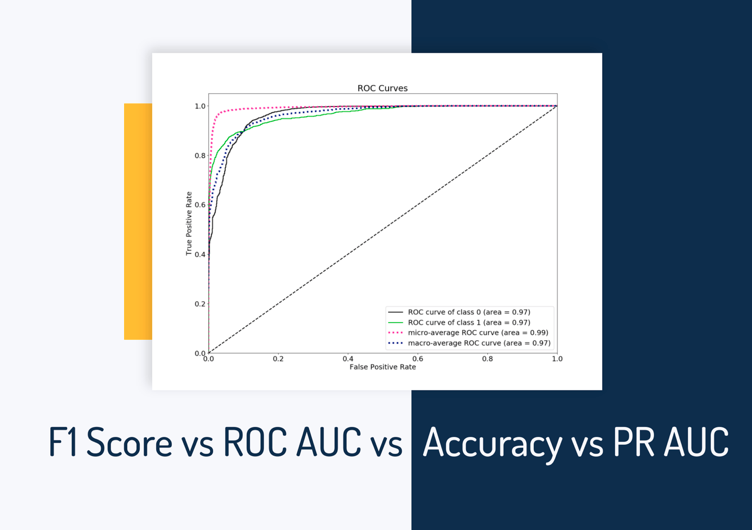 ROC Curves
True Positive Rate
1.0
0.8
0.6
0.4
0.2
0.0
ROC curve of class 0 (area = 0.97)
ROC curve of class 1 (area = 0.97)
micro-average ROC curve (area = 0.99)
macro-average ROC curve (area = 0.97)
0.0 0.2 0.4 0.6 0.8 1.0
False Positive Rate
F1 Score vs ROC AUC vs Accuracy vs PR AUC